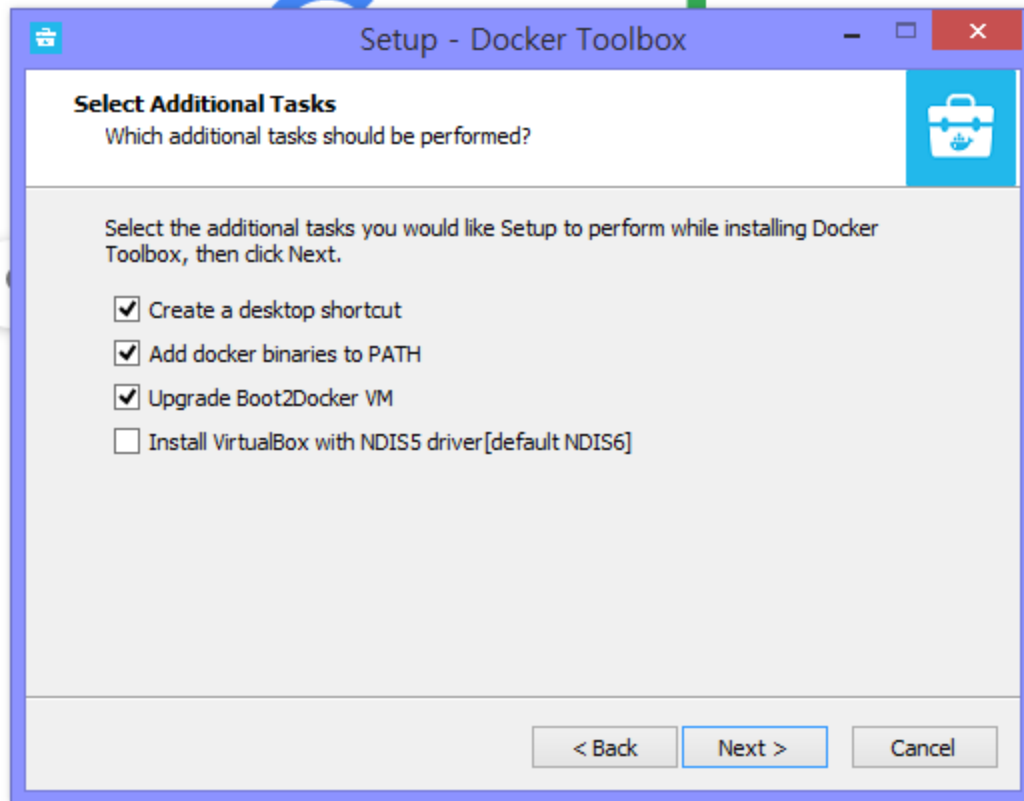 Setup - Docker Toolbox
Select Additional Tasks
Which additional tasks should be performed?
Select the additional tasks you would like Setup to perform while installing Docker
Toolbox, then click Next.
Create a desktop shortcut
Add docker binaries to PATH
Upgrade Boot2Docker VM
Install VirtualBox with NDIS5 driver[default NDIS6]
< Back
Next >
Cancel